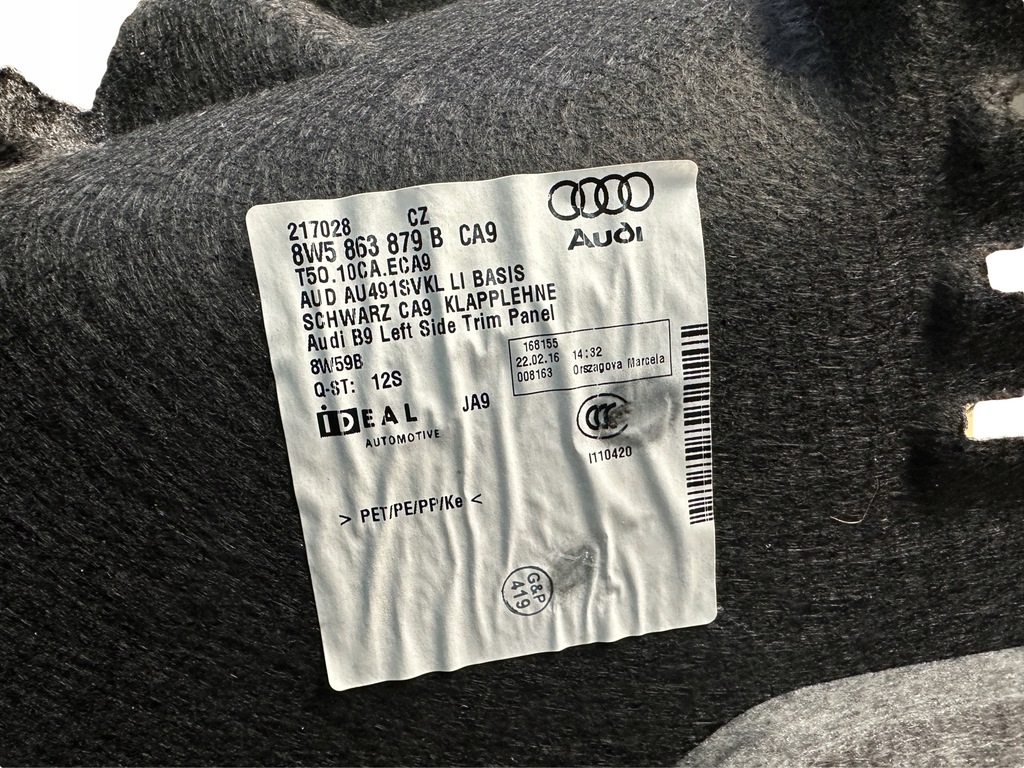 217028 CZ
8W5 863 879 B CA9
T50.10CA.ECA9
AUD AU491SVKL LI BASIS
SCHWARZ CA9 KLAPPLEHNE
Audi B9 Left Side Trim Panel
8W59B
Q-ST: 12S
JA9
iDEAL
AUTOMOTIVE
> PET/PE/PP/Ke <
Audi
168155
22.02.16 14:32
008163 Orszagova Marcela
CCC
I110420
G&P
419